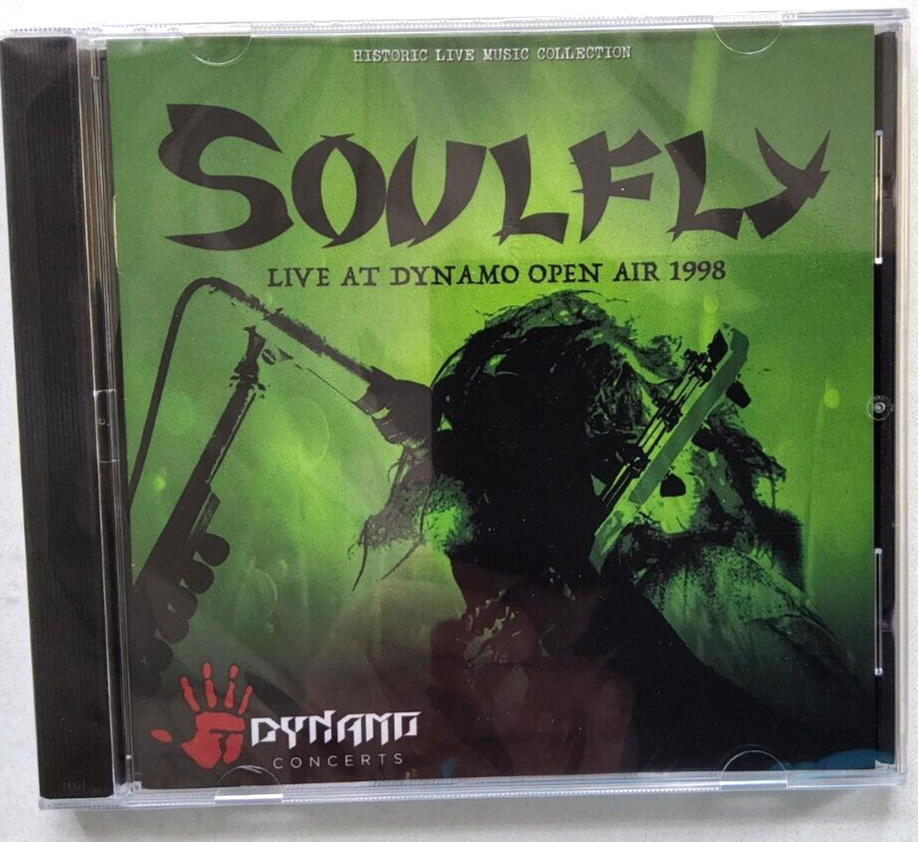 HISTORIC LIVE MUSIC COLLECTION
SOULFLY
LIVE AT DYNAMO OPEN AIR 1998
DYNAMO
CONCERTS